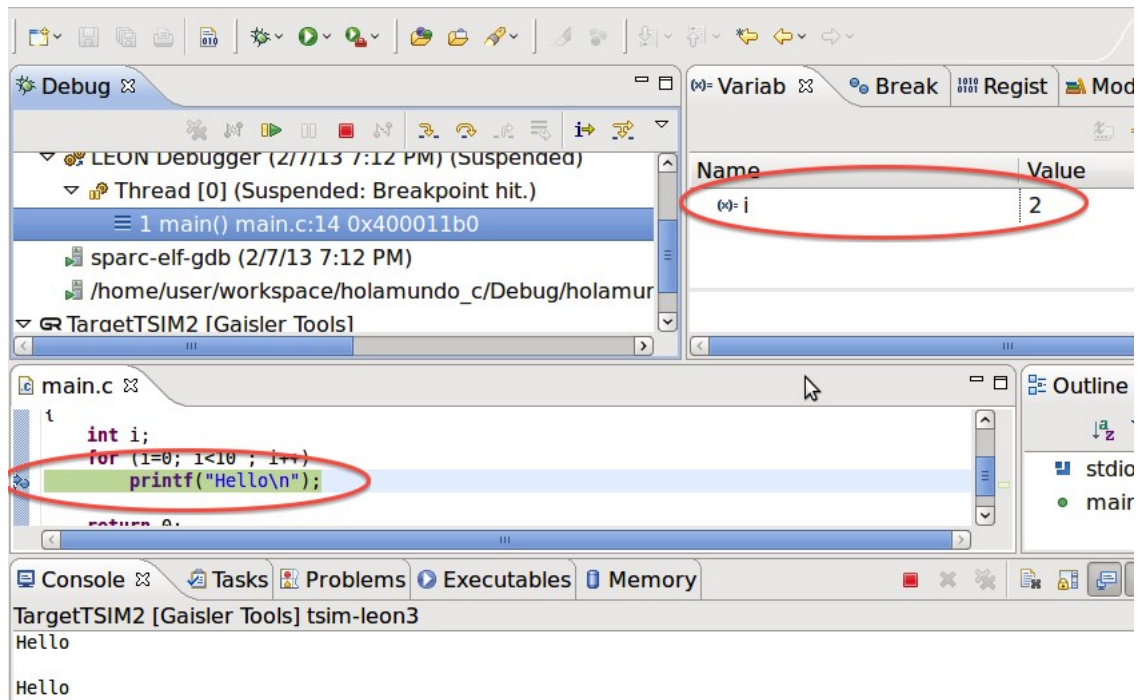 Debug
Variab
Break
Regist
Mod
LEON Debugger (2/7/13 7:12 PM) (Suspended)
Thread [0] (Suspended: Breakpoint hit.)
1 main() main.c:14 0x400011b0
sparc-elf-gdb (2/7/13 7:12 PM)
/home/user/workspace/holamundo_c/Debug/holamur
TargetTSIM2 [Gaisler Tools]
Name Value
(x)= i 2
main.c
{
int i;
for (i=0; i<10 ; i++)
printf("Hello\n");
return 0;
Outline
stdio
main
Console
Tasks
Problems
Executables
Memory
TargetTSIM2 [Gaisler Tools] tsim-leon3
Hello
Hello